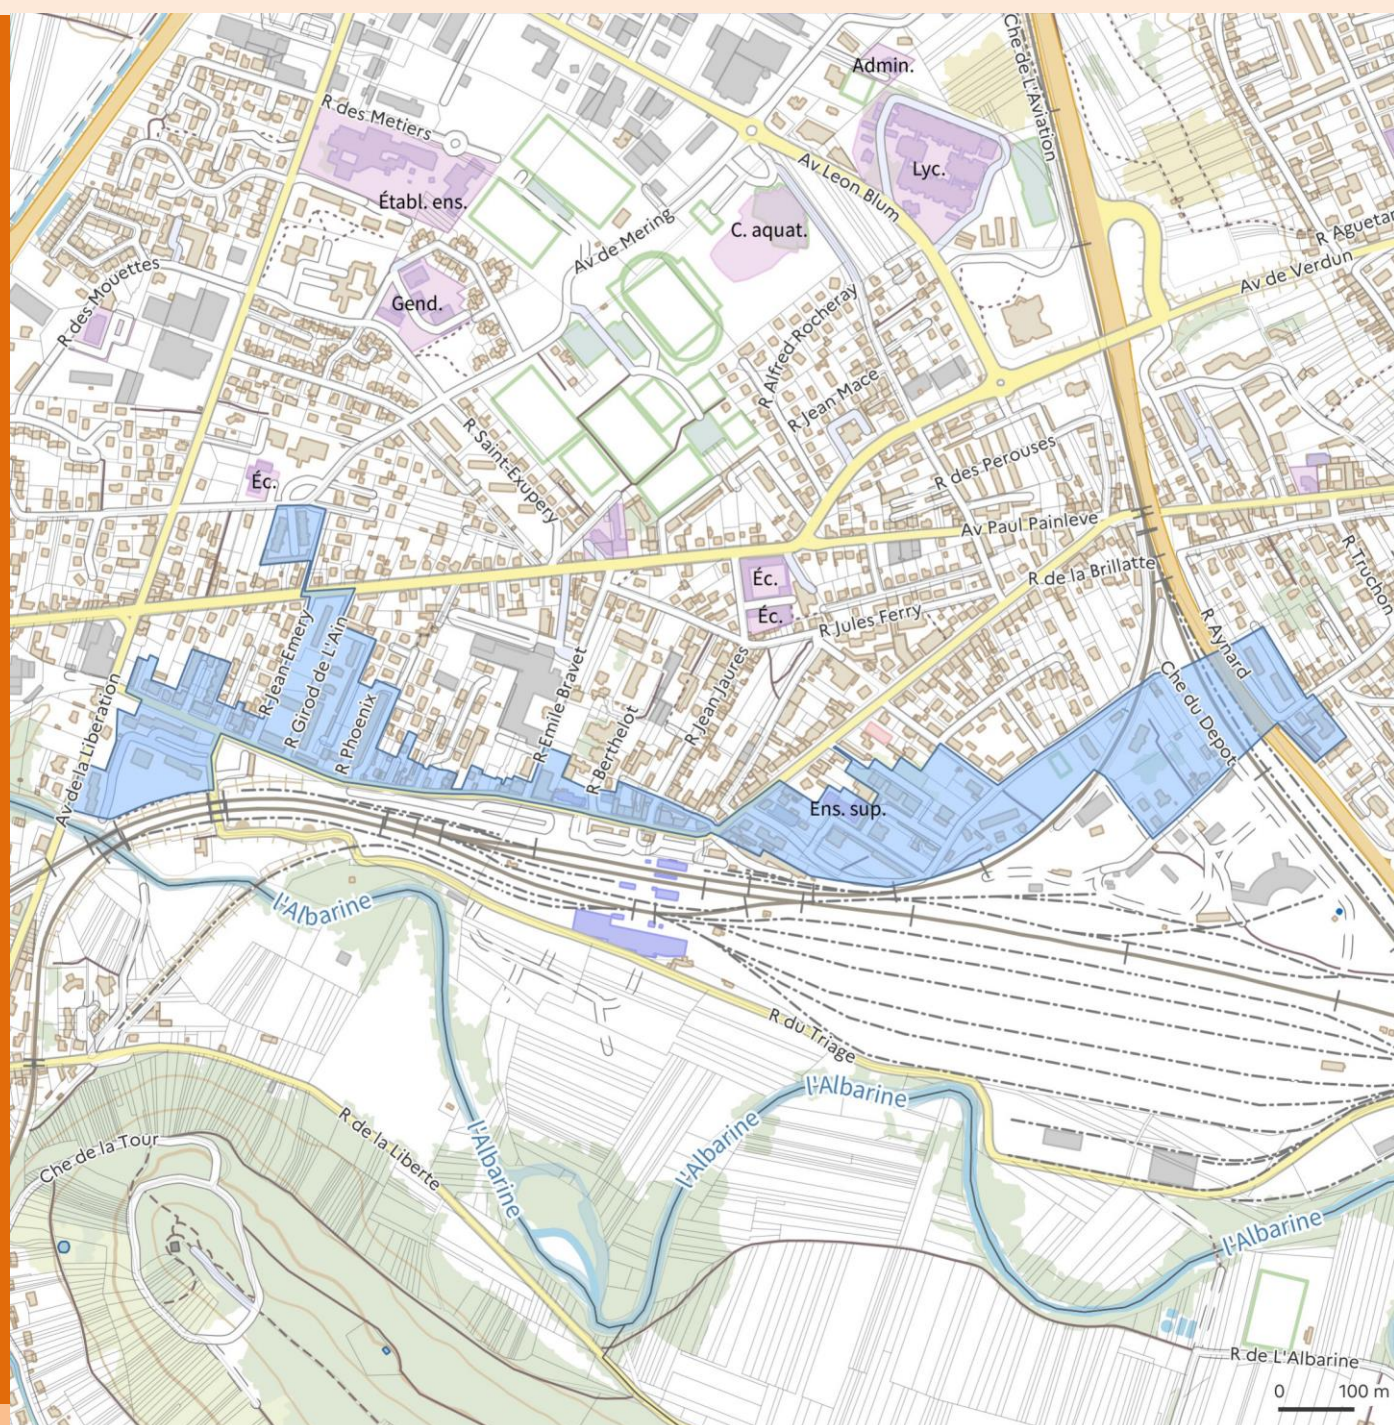 Che de L'Aviation
Admin.
R des Metiers
Av Leon Blum
Lyc.
Établ. ens.
C. aquat.
R Aguetan
Av de Mering
Av de Verdun
R des Mouettes
Gend.
R Alfred Rocheray
R Jean Mace
R Saint-Exupery
R des Perouses
Éc.
Av Paul Painleve
R Truchon
R de la Brillatte
Éc.
Éc.
R Jules Ferry
R Aynard
R Jean-Emery
R Girod de L'Ain
R Phoenix
R Emile Bravet
R Berthelot
R Jean Jaures
Che du Depot
Av de la Liberation
Ens. sup.
l'Albarine
R du Triage
l'Albarine
l'Albarine
l'Albarine
R de la Liberte
Che de la Tour
l'Albarine
R de L'Albarine
0 100 m